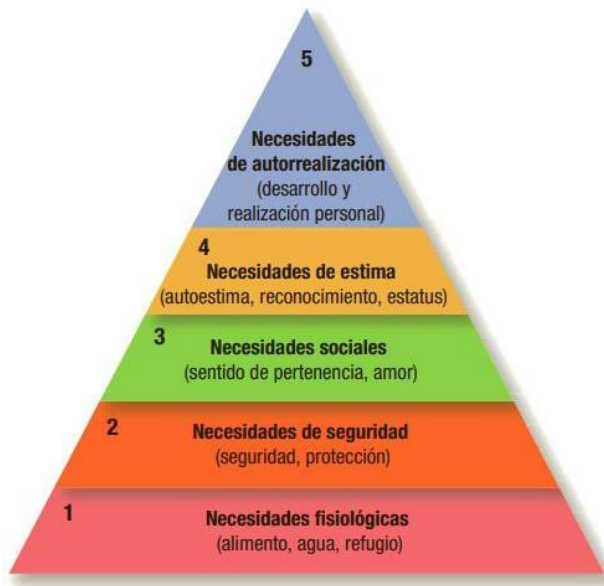 5
Necesidades
de autorrealización
(desarrollo y
realización personal)
4
Necesidades de estima
(autoestima, reconocimiento, estatus)
3
Necesidades sociales
(sentido de pertenencia, amor)
2
Necesidades de seguridad
(seguridad, protección)
1
Necesidades fisiológicas
(alimento, agua, refugio)